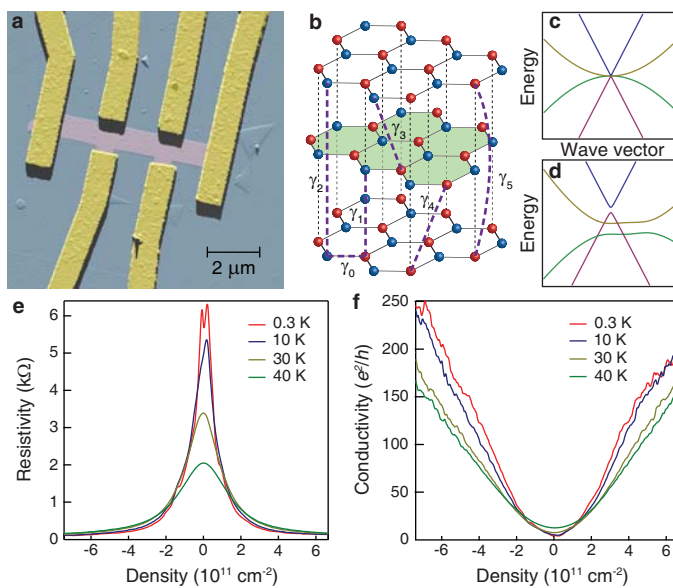 a
2 μm
b
γ3
γ2
γ1
γ4
γ5
γ0
c
Energy
Wave vector
d
Energy
e
0.3 K
10 K
30 K
40 K
Resistivity (kΩ)
6
5
4
3
2
1
0
-6 -4 -2 0 2 4 6
Density (10¹¹ cm⁻²)
f
0.3 K
10 K
30 K
40 K
Conductivity (e²/h)
250
200
150
100
50
0
-6 -4 -2 0 2 4 6
Density (10¹¹ cm⁻²)